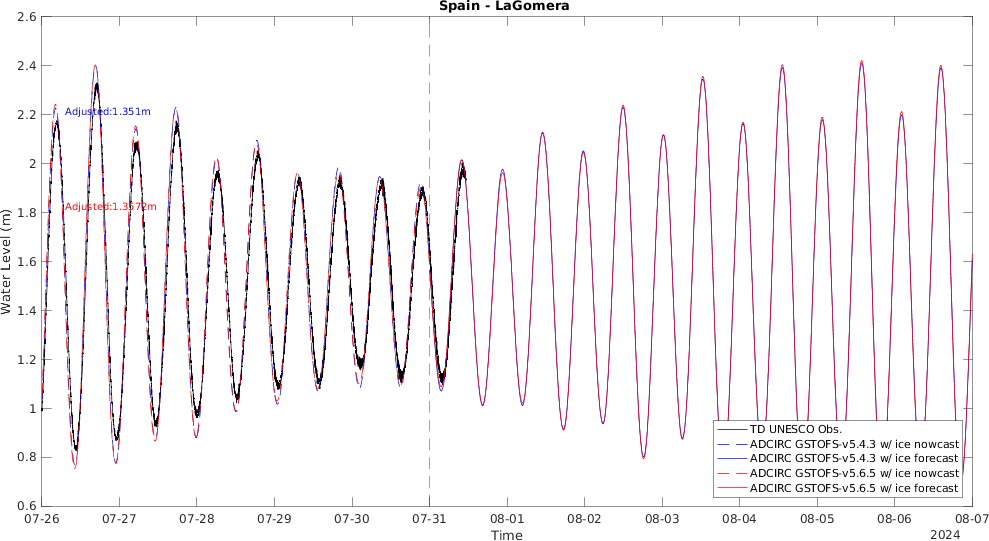 Spain - LaGomera
2.6
2.4
2.2
2
1.8
1.6
1.4
1.2
1
0.8
0.6
Water Level (m)
Adjusted:1.351m
Adjusted:1.3572m
TD UNESCO Obs.
ADCIRC GSTOFS-v5.4.3 w/ ice nowcast
ADCIRC GSTOFS-v5.4.3 w/ ice forecast
ADCIRC GSTOFS-v5.6.5 w/ ice nowcast
ADCIRC GSTOFS-v5.6.5 w/ ice forecast
07-26 07-27 07-28 07-29 07-30 07-31 08-01 08-02 08-03 08-04 08-05 08-06 08-07
Time
2024